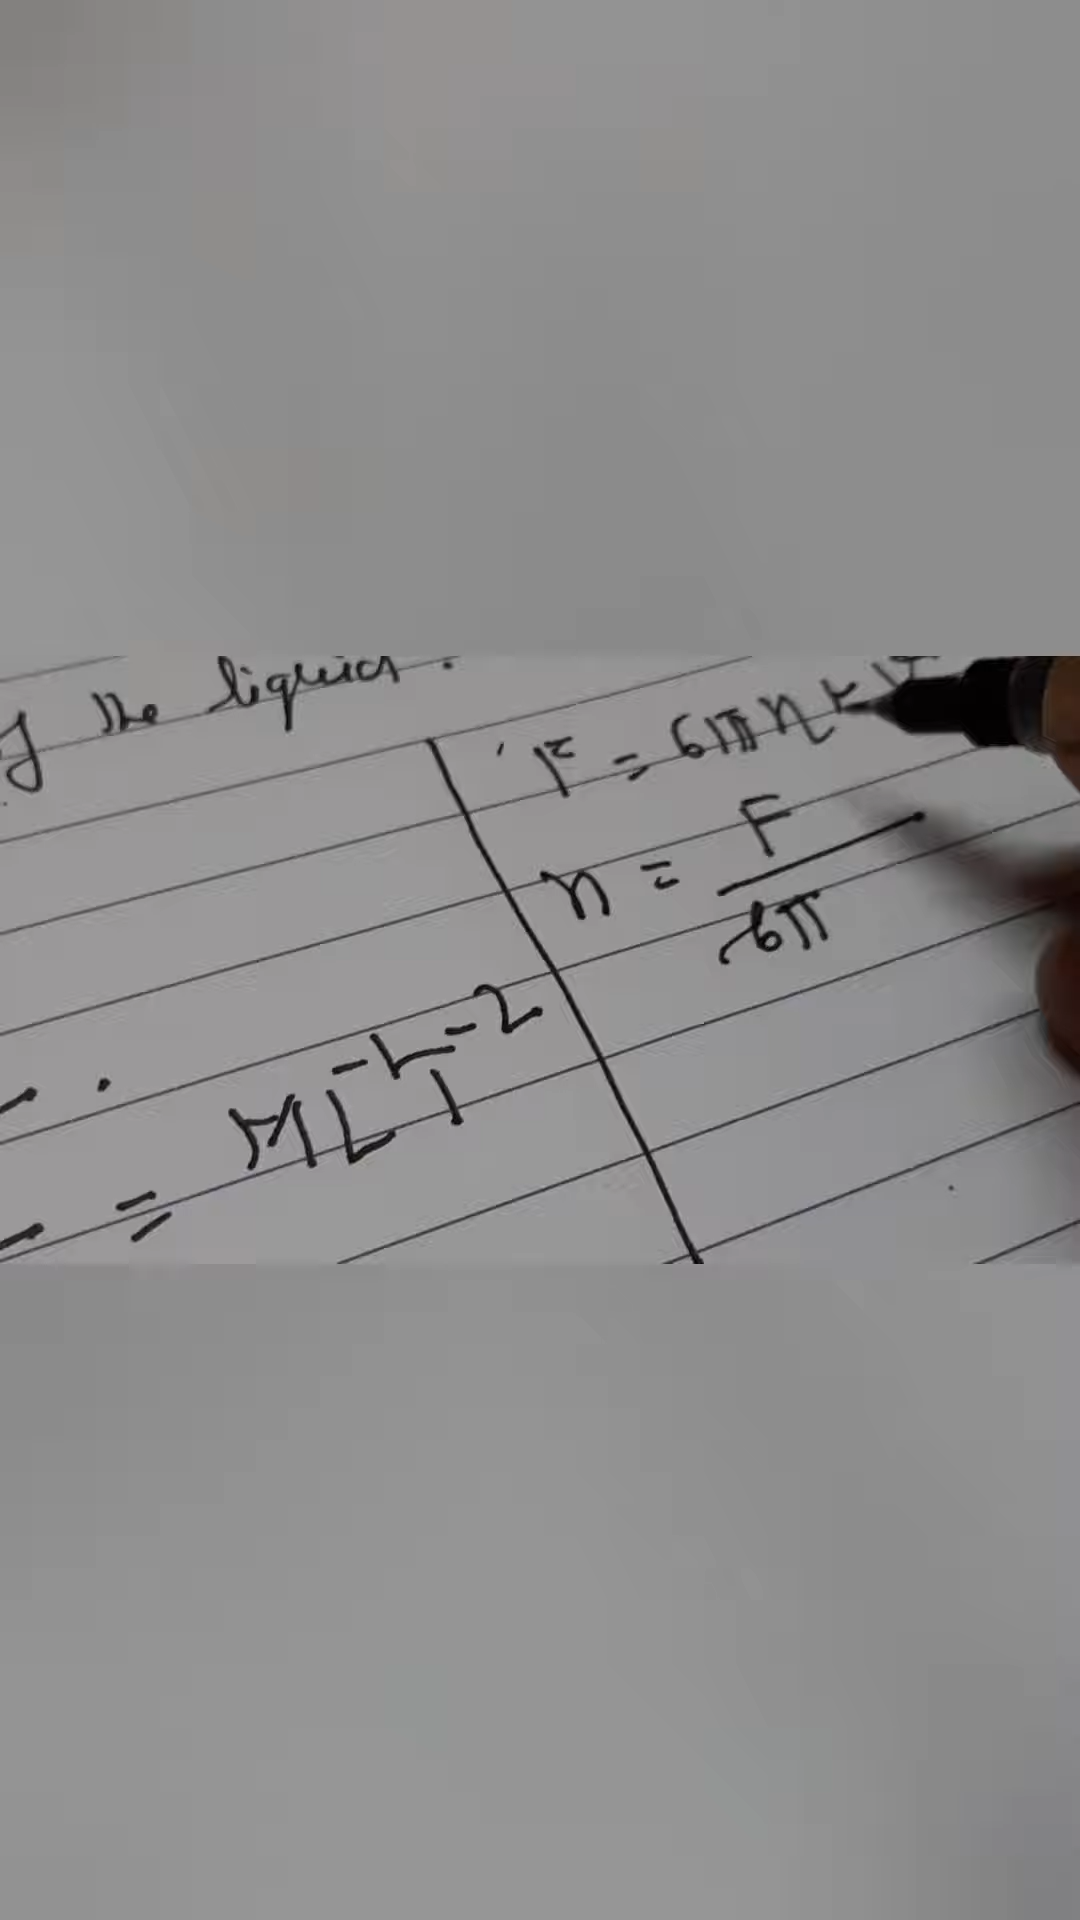 the liquid.
F = 6πηrv
η = F / 6π
= ML⁻¹T⁻²